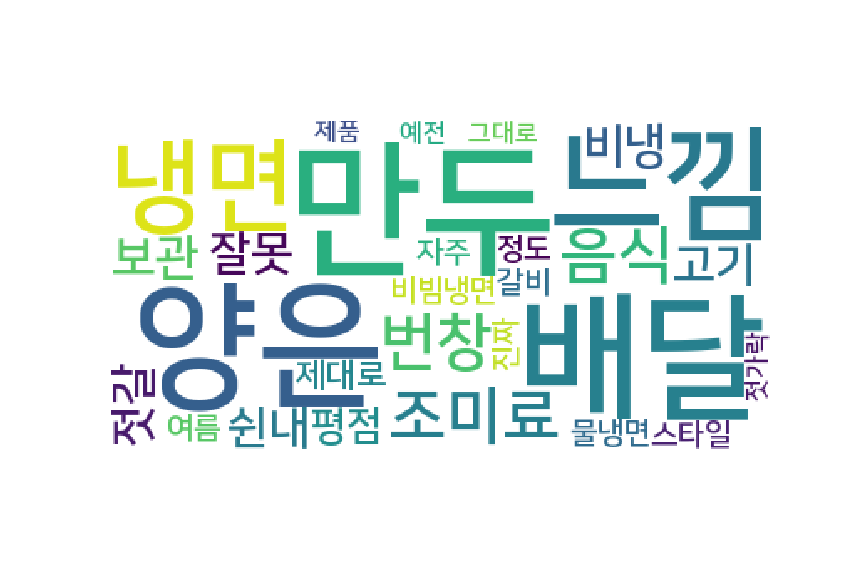 제품 예전 그대로
냉면 만두 느낌 비냉
보관 잘못 자주 정도 음식 고기
비빔냉면 갈비
양은 번창 진짜 배달 젓가락
젓갈 제대로
여름 쉰내 평점 조미료 물냉면 스타일